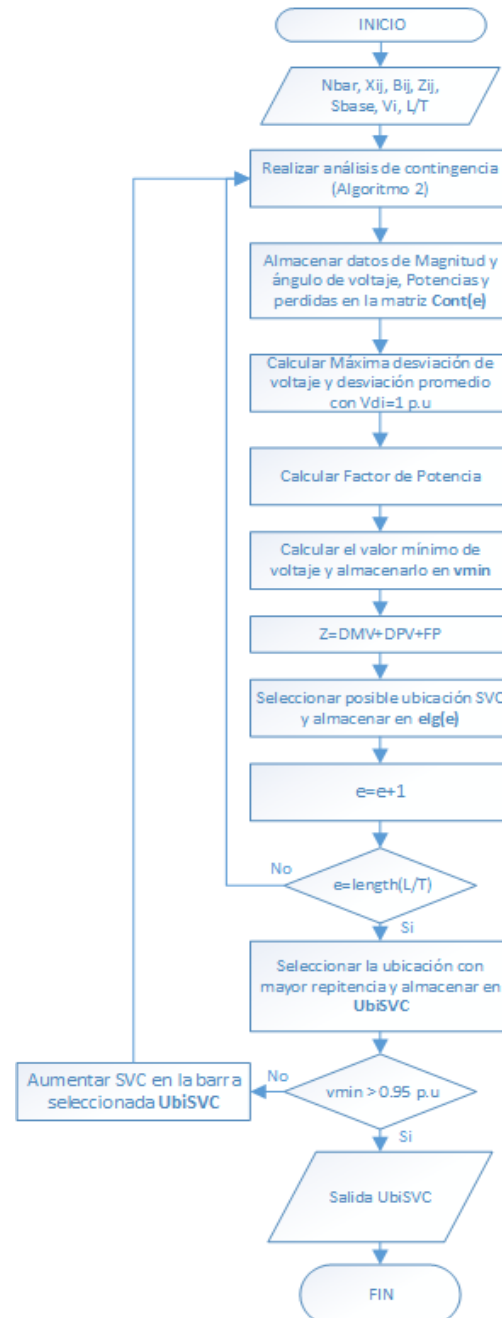 INICIO
Nbar, Xij, Bij, Zij,
Sbase, Vi, L/T
Realizar análisis de contingencia
(Algoritmo 2)
Almacenar datos de Magnitud y
ángulo de voltaje, Potencias y
perdidas en la matriz Cont(e)
Calcular Máxima desviación de
voltaje y desviación promedio
con Vdi=1 p.u
Calcular Factor de Potencia
Calcular el valor mínimo de
voltaje y almacenarlo en vmin
Z=DMV+DPV+FP
Seleccionar posible ubicación SVC
y almacenar en elg(e)
e=e+1
No
e=length(L/T)
Si
Seleccionar la ubicación con
mayor repitencia y almacenar en
UbiSVC
Aumentar SVC en la barra
seleccionada UbiSVC
No
vmin > 0.95 p.u
Si
Salida UbiSVC
FIN